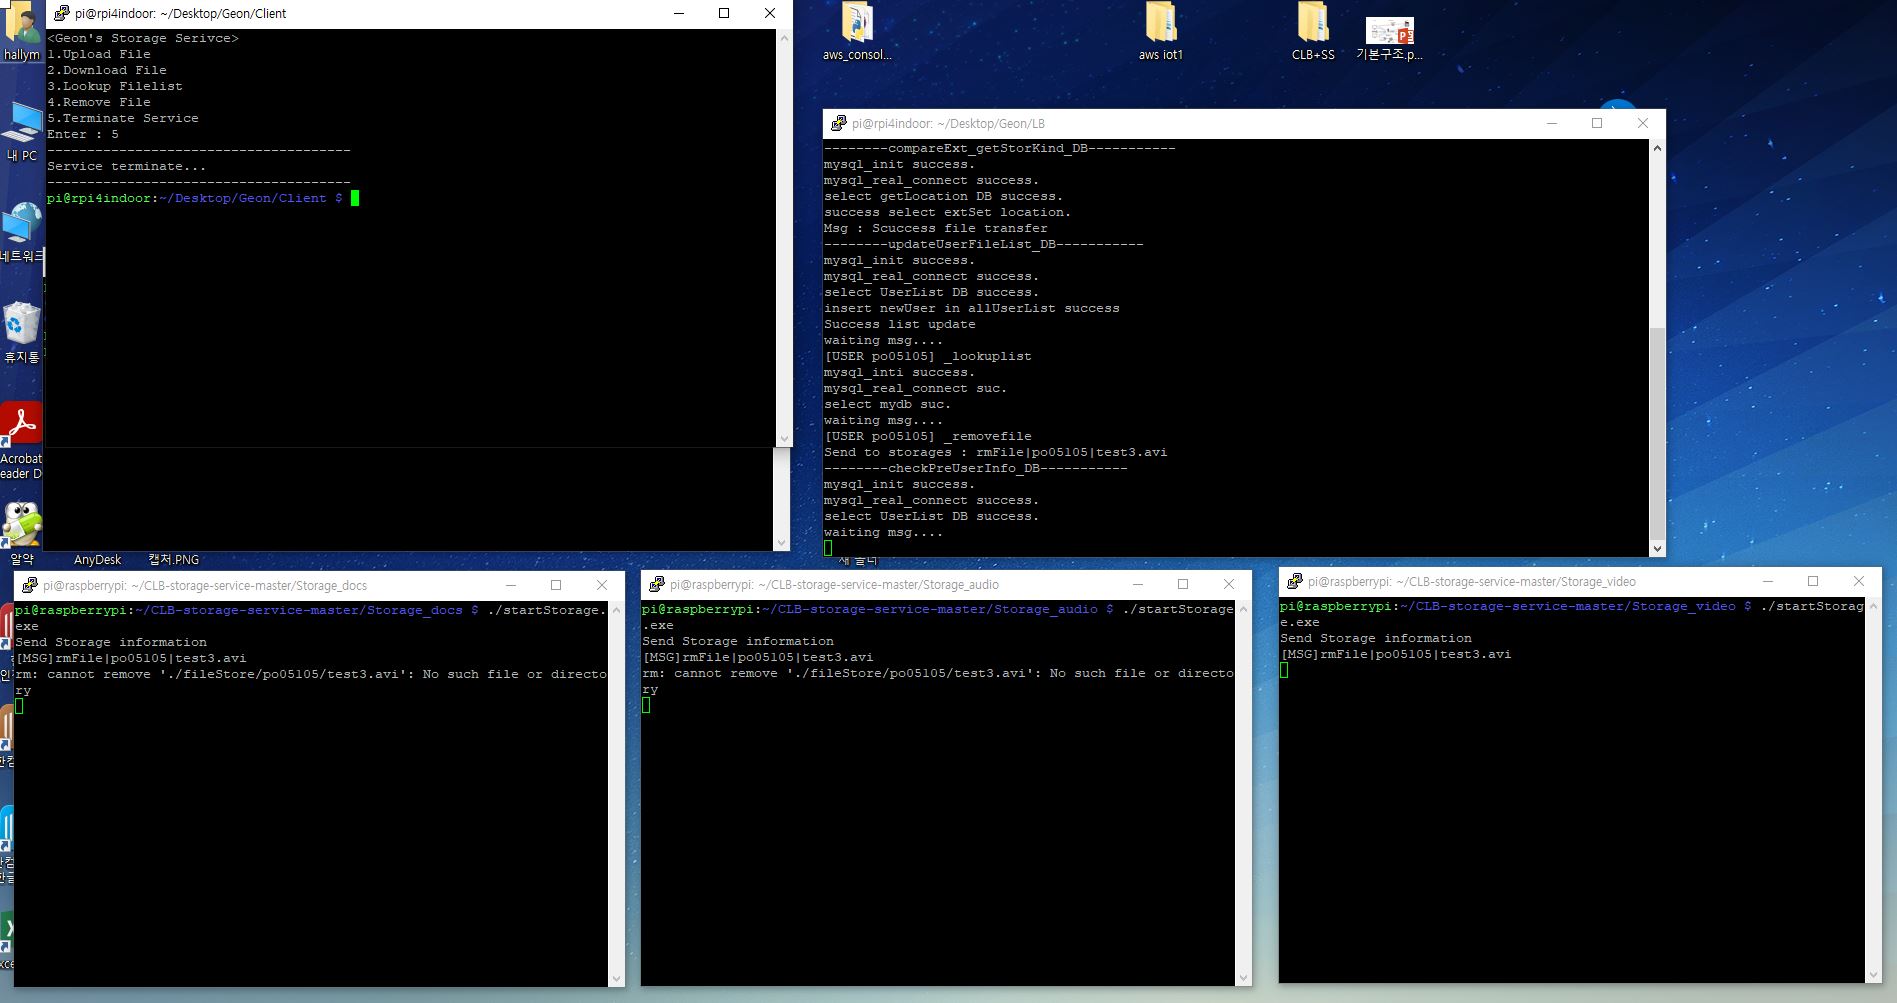 pi@rpi4indoor: ~/Desktop/Geon/Client
<Geon's Storage Serivce>
1.Upload File
2.Download File
3.Lookup Filelist
4.Remove File
5.Terminate Service
Enter : 5
--------------------------------------
Service terminate...
--------------------------------------
pi@rpi4indoor:~/Desktop/Geon/Client $
hallym
내 PC
네트워크
휴지통
Acrobat
eader D
알약
AnyDesk
캡처.PNG
aws_consol...
aws iot1
CLB+SS
기본구조.p...
pi@rpi4indoor: ~/Desktop/Geon/LB
--------compareExt_getStorKind_DB-----------
mysql_init success.
mysql_real_connect success.
select getLocation DB success.
success select extSet location.
Msg : Scuccess file transfer
--------updateUserFileList_DB-----------
mysql_init success.
mysql_real_connect success.
select UserList DB success.
insert newUser in allUserList success
Success list update
waiting msg....
[USER po05105] _lookuplist
mysql_inti success.
mysql_real_connect suc.
select mydb suc.
waiting msg....
[USER po05105] _removefile
Send to storages : rmFile|po05105|test3.avi
--------checkPreUserInfo_DB-----------
mysql_init success.
mysql_real_connect success.
select UserList DB success.
waiting msg....
pi@raspberrypi: ~/CLB-storage-service-master/Storage_docs
pi@raspberrypi:~/CLB-storage-service-master/Storage_docs $ ./startStorage.
exe
Send Storage information
[MSG]rmFile|po05105|test3.avi
rm: cannot remove './fileStore/po05105/test3.avi': No such file or directo
ry
pi@raspberrypi: ~/CLB-storage-service-master/Storage_audio
pi@raspberrypi:~/CLB-storage-service-master/Storage_audio $ ./startStorage
.exe
Send Storage information
[MSG]rmFile|po05105|test3.avi
rm: cannot remove './fileStore/po05105/test3.avi': No such file or directo
ry
pi@raspberrypi: ~/CLB-storage-service-master/Storage_video
pi@raspberrypi:~/CLB-storage-service-master/Storage_video $ ./startStorag
e.exe
Send Storage information
[MSG]rmFile|po05105|test3.avi